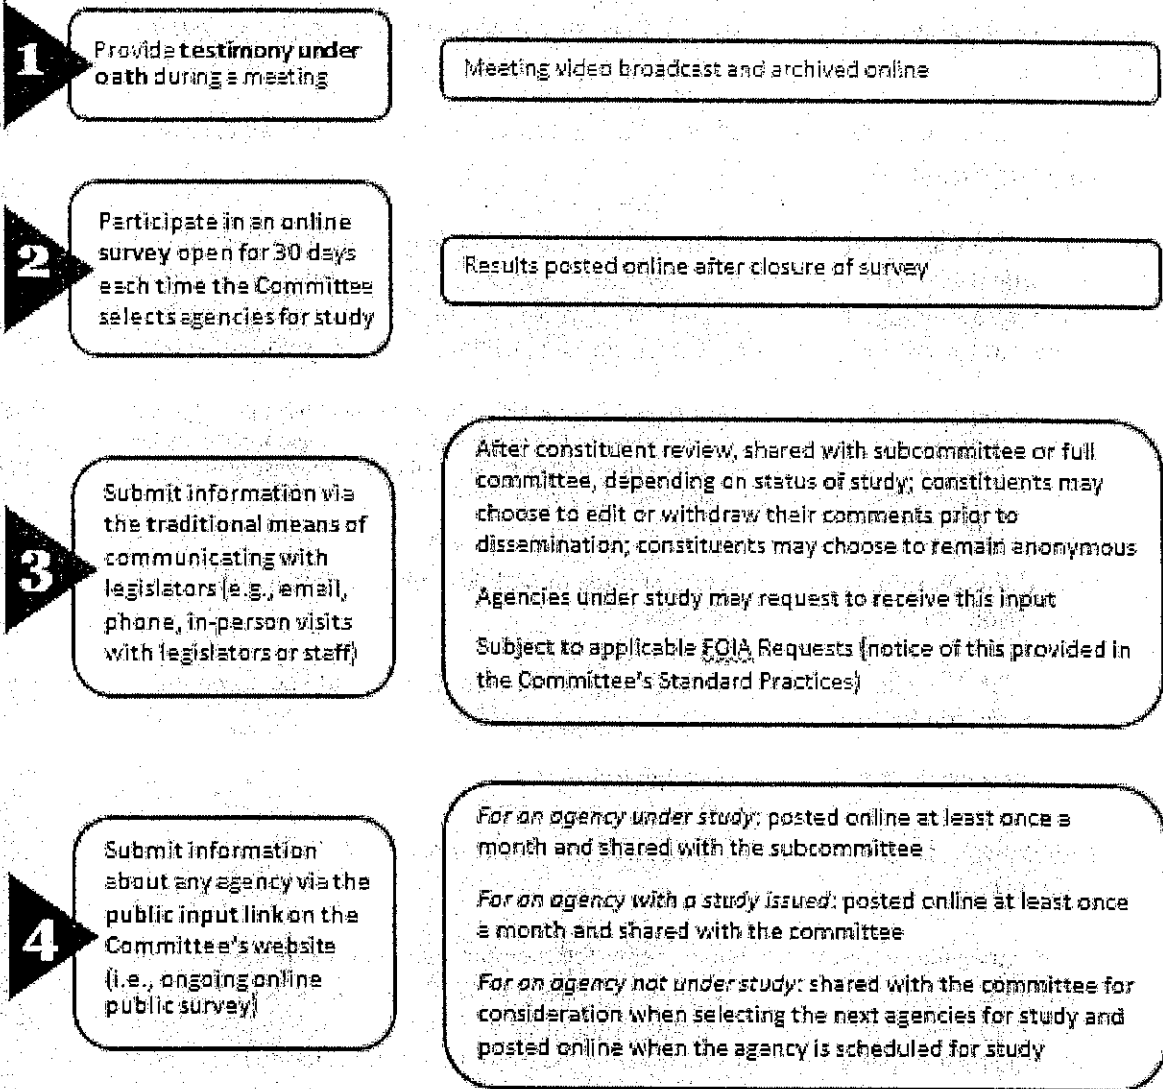 1
Provide testimony under
oath during a meeting
Meeting video broadcast and archived online
2
Participate in an online
survey open for 30 days
each time the Committee
selects agencies for study
Results posted online after closure of survey
3
Submit information via
the traditional means of
communicating with
legislators (e.g., email,
phone, in-person visits
with legislators or staff)
After constituent review, shared with subcommittee or full
committee, depending on status of study; constituents may
choose to edit or withdraw their comments prior to
dissemination; constituents may choose to remain anonymous
Agencies under study may request to receive this input
Subject to applicable FOIA Requests (notice of this provided in
the Committee's Standard Practices)
4
Submit information
about any agency via the
public input link on the
Committee's website
(i.e., ongoing online
public survey)
For an agency under study: posted online at least once a
month and shared with the subcommittee
For an agency with a study issued: posted online at least once
a month and shared with the committee
For an agency not under study: shared with the committee for
consideration when selecting the next agencies for study and
posted online when the agency is scheduled for study